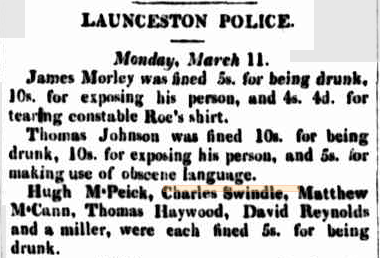 LAUNCESTON POLICE.
Monday, March 11.
James Morley was fined 5s. for being drunk,
10s. for exposing his person, and 4s. 4d. for
tearing constable Roe's shirt.
Thomas Johnson was fined 10s. for being
drunk, 10s. for exposing his person, and 5s. for
making use of obscene language.
Hugh M'Peick, Charles Swindle, Matthew
M'Cann, Thomas Haywood, David Reynolds
and a miller, were each fined 5s. for being
drunk.